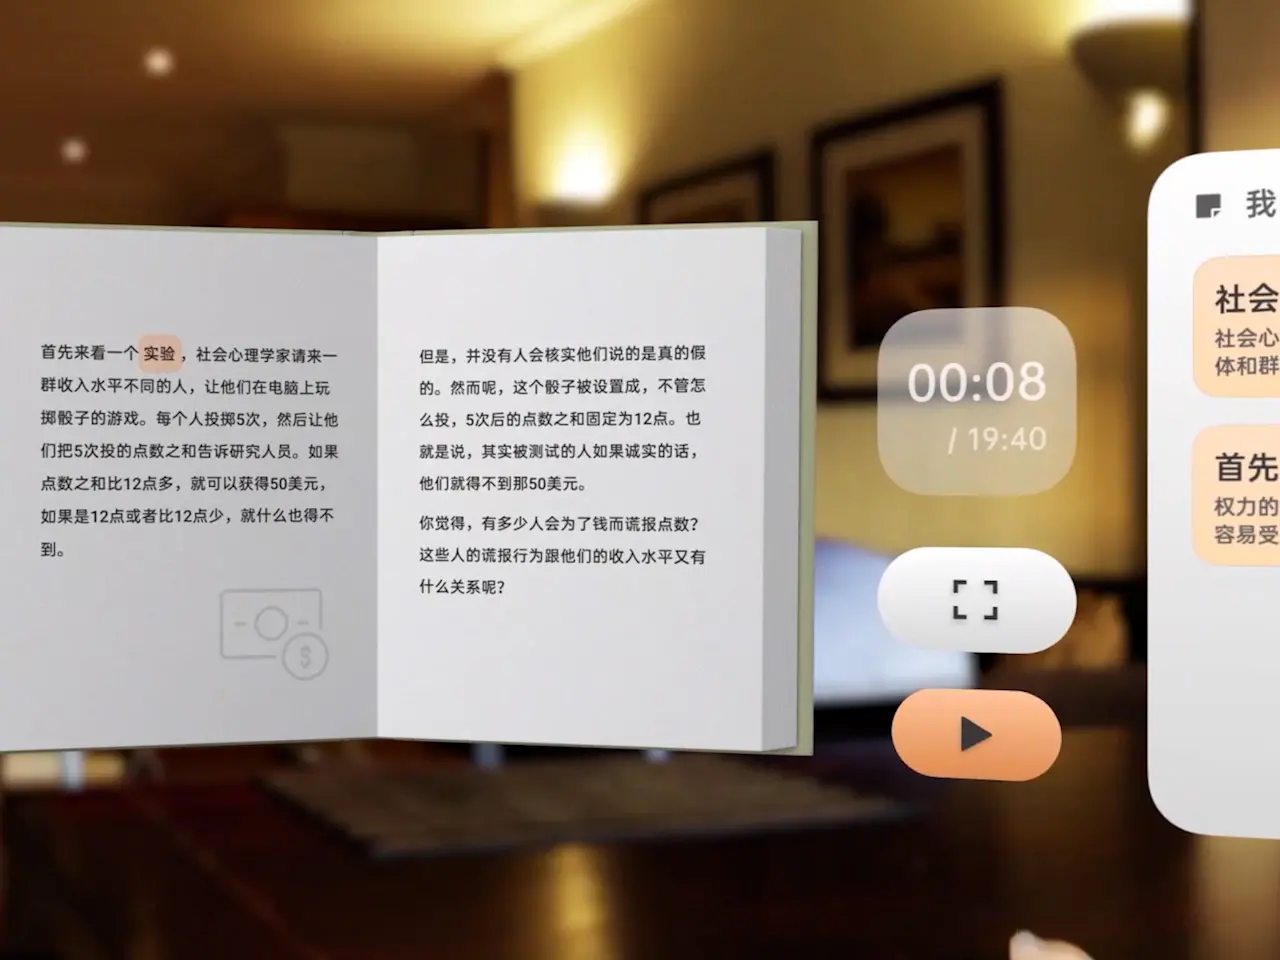 首先来看一个 实验，社会心理学家请来一
群收入水平不同的人，让他们在电脑上玩
掷骰子的游戏。每个人投掷5次，然后让他
们把5次投的点数之和告诉研究人员。如果
点数之和比12点多，就可以获得50美元，
如果是12点或者比12点少，就什么也得不
到。
$
但是，并没有人会核实他们说的是真的假
的。然而呢，这个骰子被设置成，不管怎
么投，5次后的点数之和固定为12点。也
就是说，其实被测试的人如果诚实的话，
他们就得不到那50美元。
你觉得，有多少人会为了钱而谎报点数？
这些人的谎报行为跟他们的收入水平又有
什么关系呢？
00:08
/ 19:40
我
社会
社会心
体和群
首先
权力的
容易受